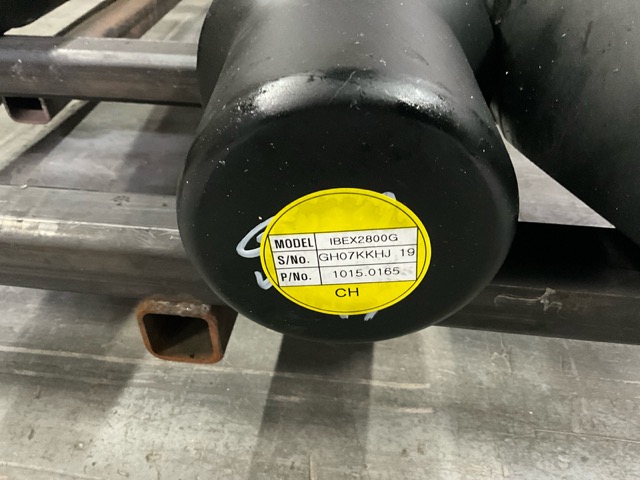 MODEL IBEX2800G
S/No. GH07KKHJ 19
P/No. 1015.0165
CH